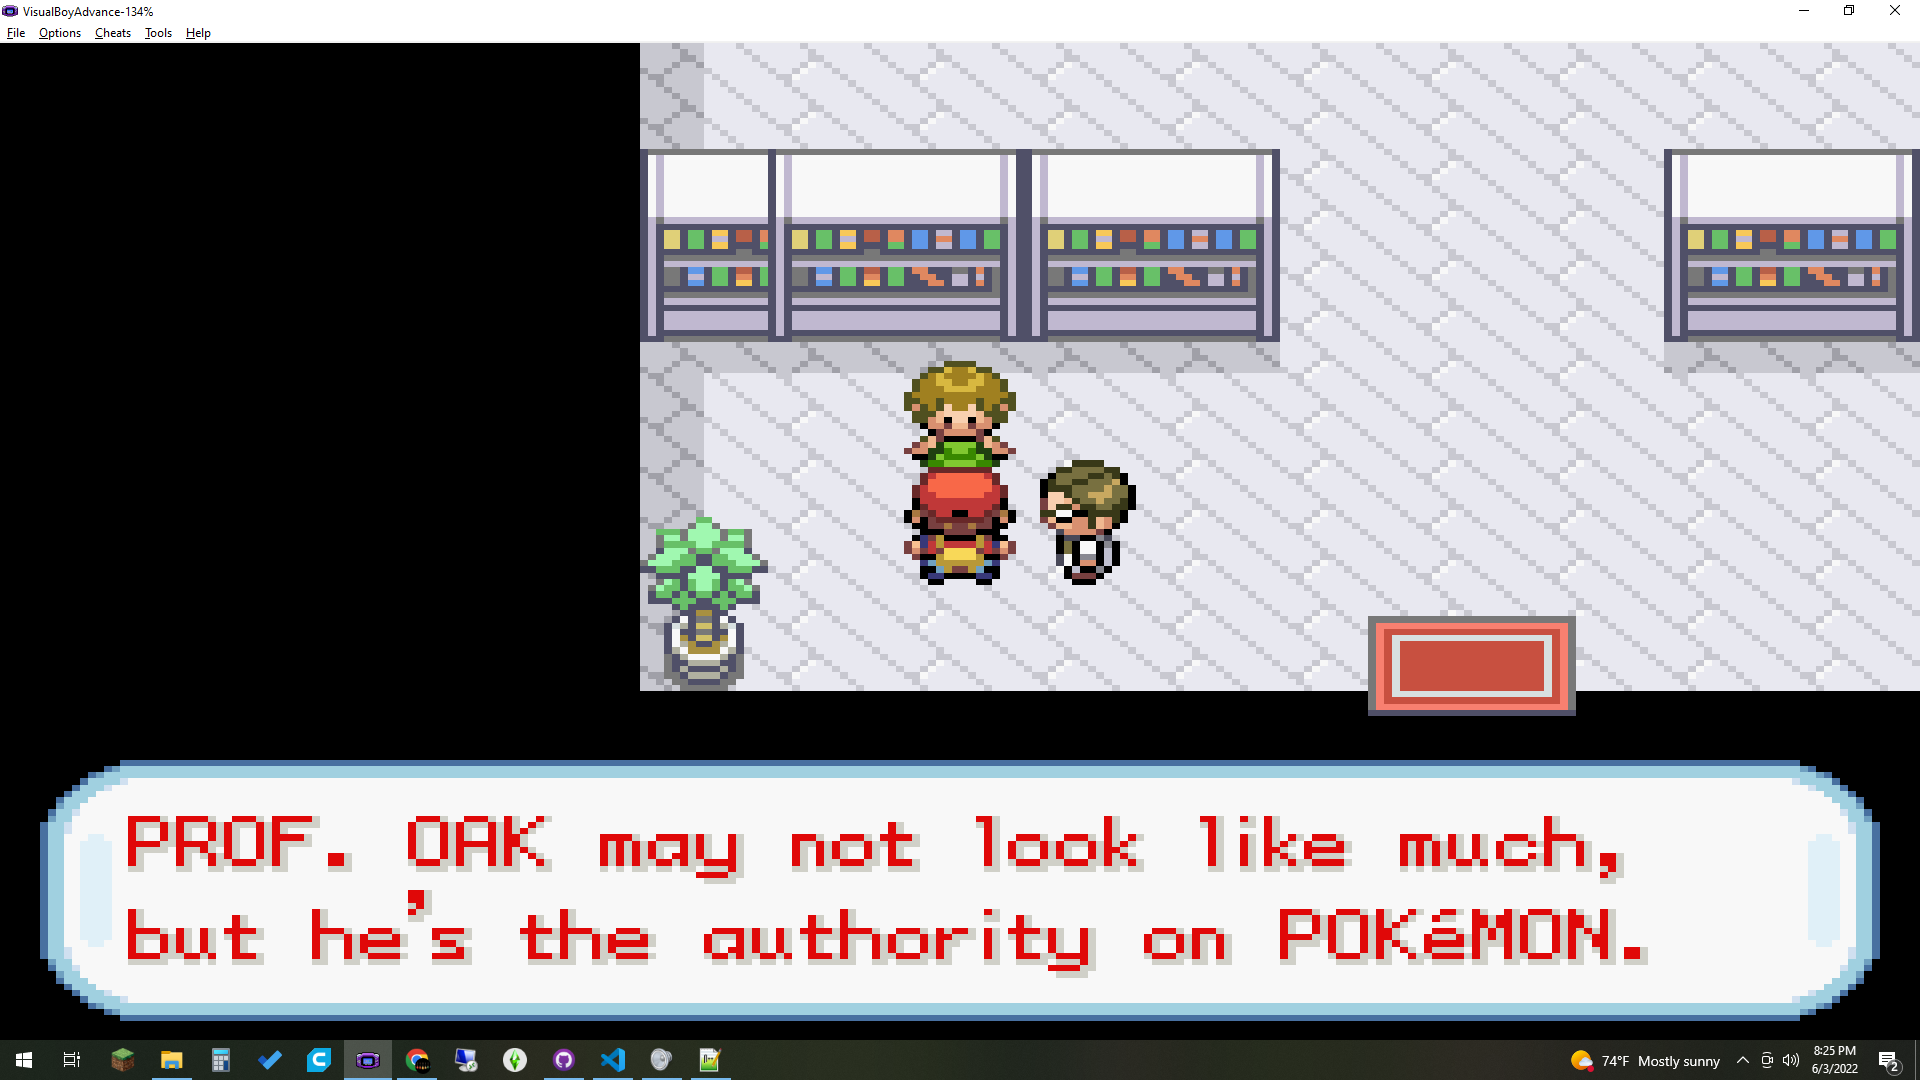 VisualBoyAdvance-134%
File Options Cheats Tools Help
PROF. OAK may not look like much,
but he's the authority on POKéMON.
74°F Mostly sunny
8:25 PM
6/3/2022
2